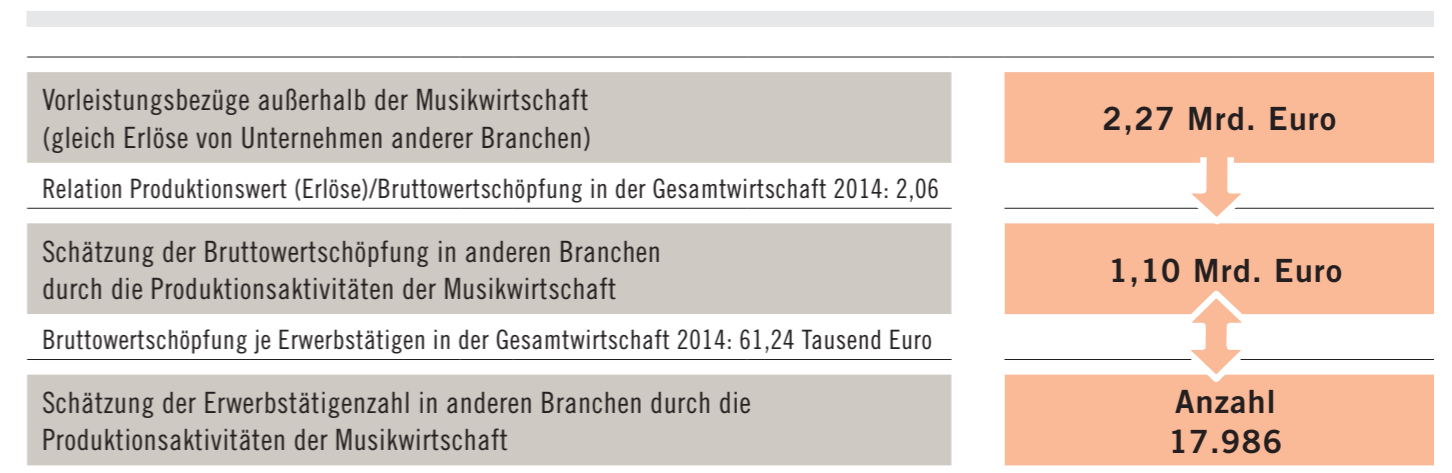 Vorleistungsbezüge außerhalb der Musikwirtschaft
(gleich Erlöse von Unternehmen anderer Branchen)
2,27 Mrd. Euro
Relation Produktionswert (Erlöse)/Bruttowertschöpfung in der Gesamtwirtschaft 2014: 2,06
Schätzung der Bruttowertschöpfung in anderen Branchen
durch die Produktionsaktivitäten der Musikwirtschaft
1,10 Mrd. Euro
Bruttowertschöpfung je Erwerbstätigen in der Gesamtwirtschaft 2014: 61,24 Tausend Euro
Schätzung der Erwerbstätigenzahl in anderen Branchen durch die
Produktionsaktivitäten der Musikwirtschaft
Anzahl
17.986